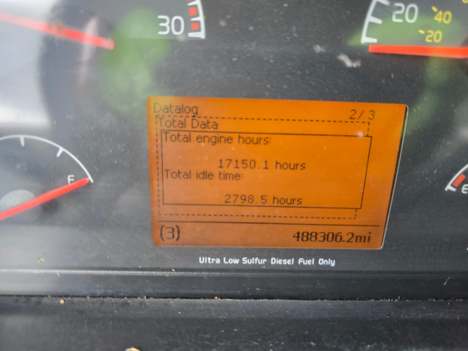 30
20
40
20
Datalog 2/3
Total Data
Total engine hours:
17150.1 hours
Total idle time:
2798.5 hours
F
E
(3) 488306.2mi
Ultra Low Sulfur Diesel Fuel Only